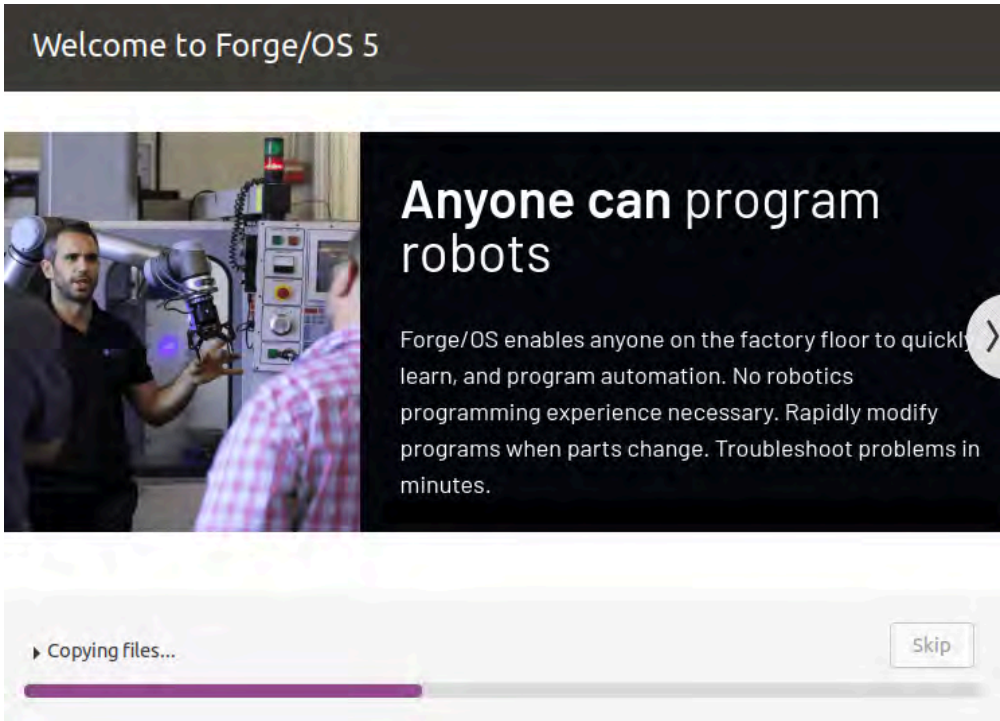 Welcome to Forge/OS 5
Anyone can program
robots
Forge/OS enables anyone on the factory floor to quickly
learn, and program automation. No robotics
programming experience necessary. Rapidly modify
programs when parts change. Troubleshoot problems in
minutes.
Copying files...
Skip